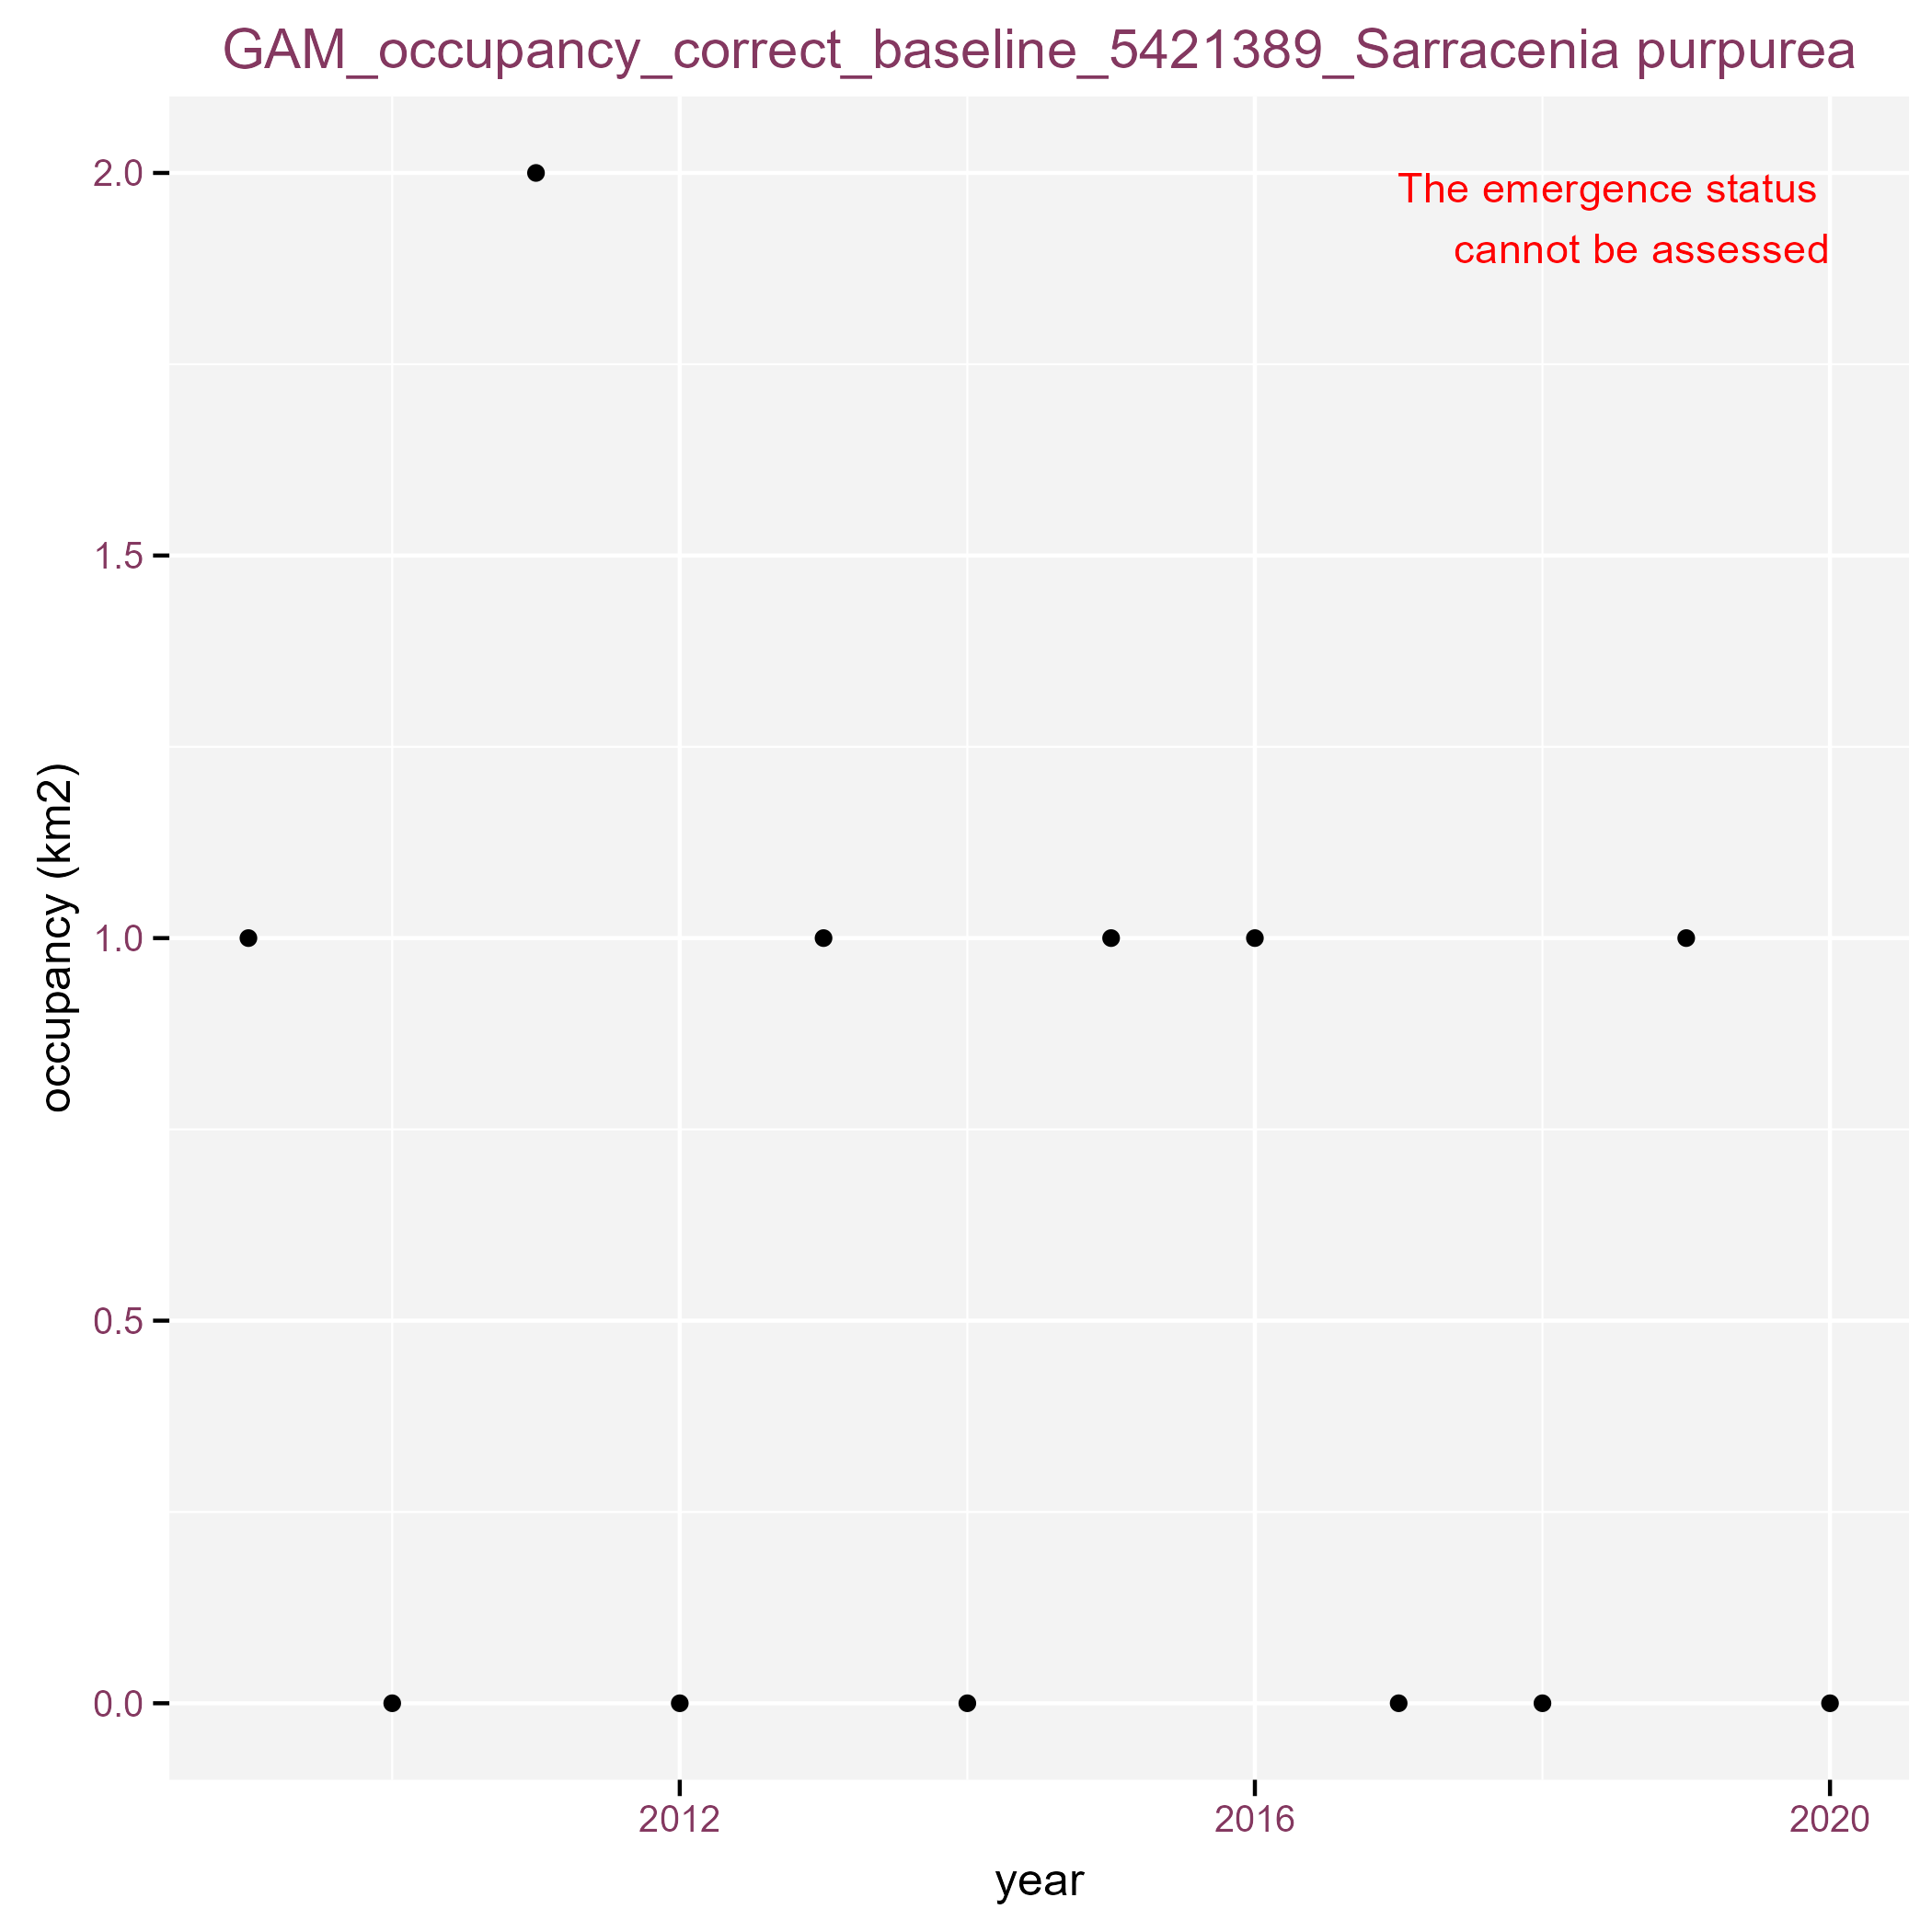 GAM_occupancy_correct_baseline_5421389_Sarracenia purpurea
The emergence status
cannot be assessed
2.0
1.5
1.0
0.5
0.0
occupancy (km2)
2012
2016
2020
year